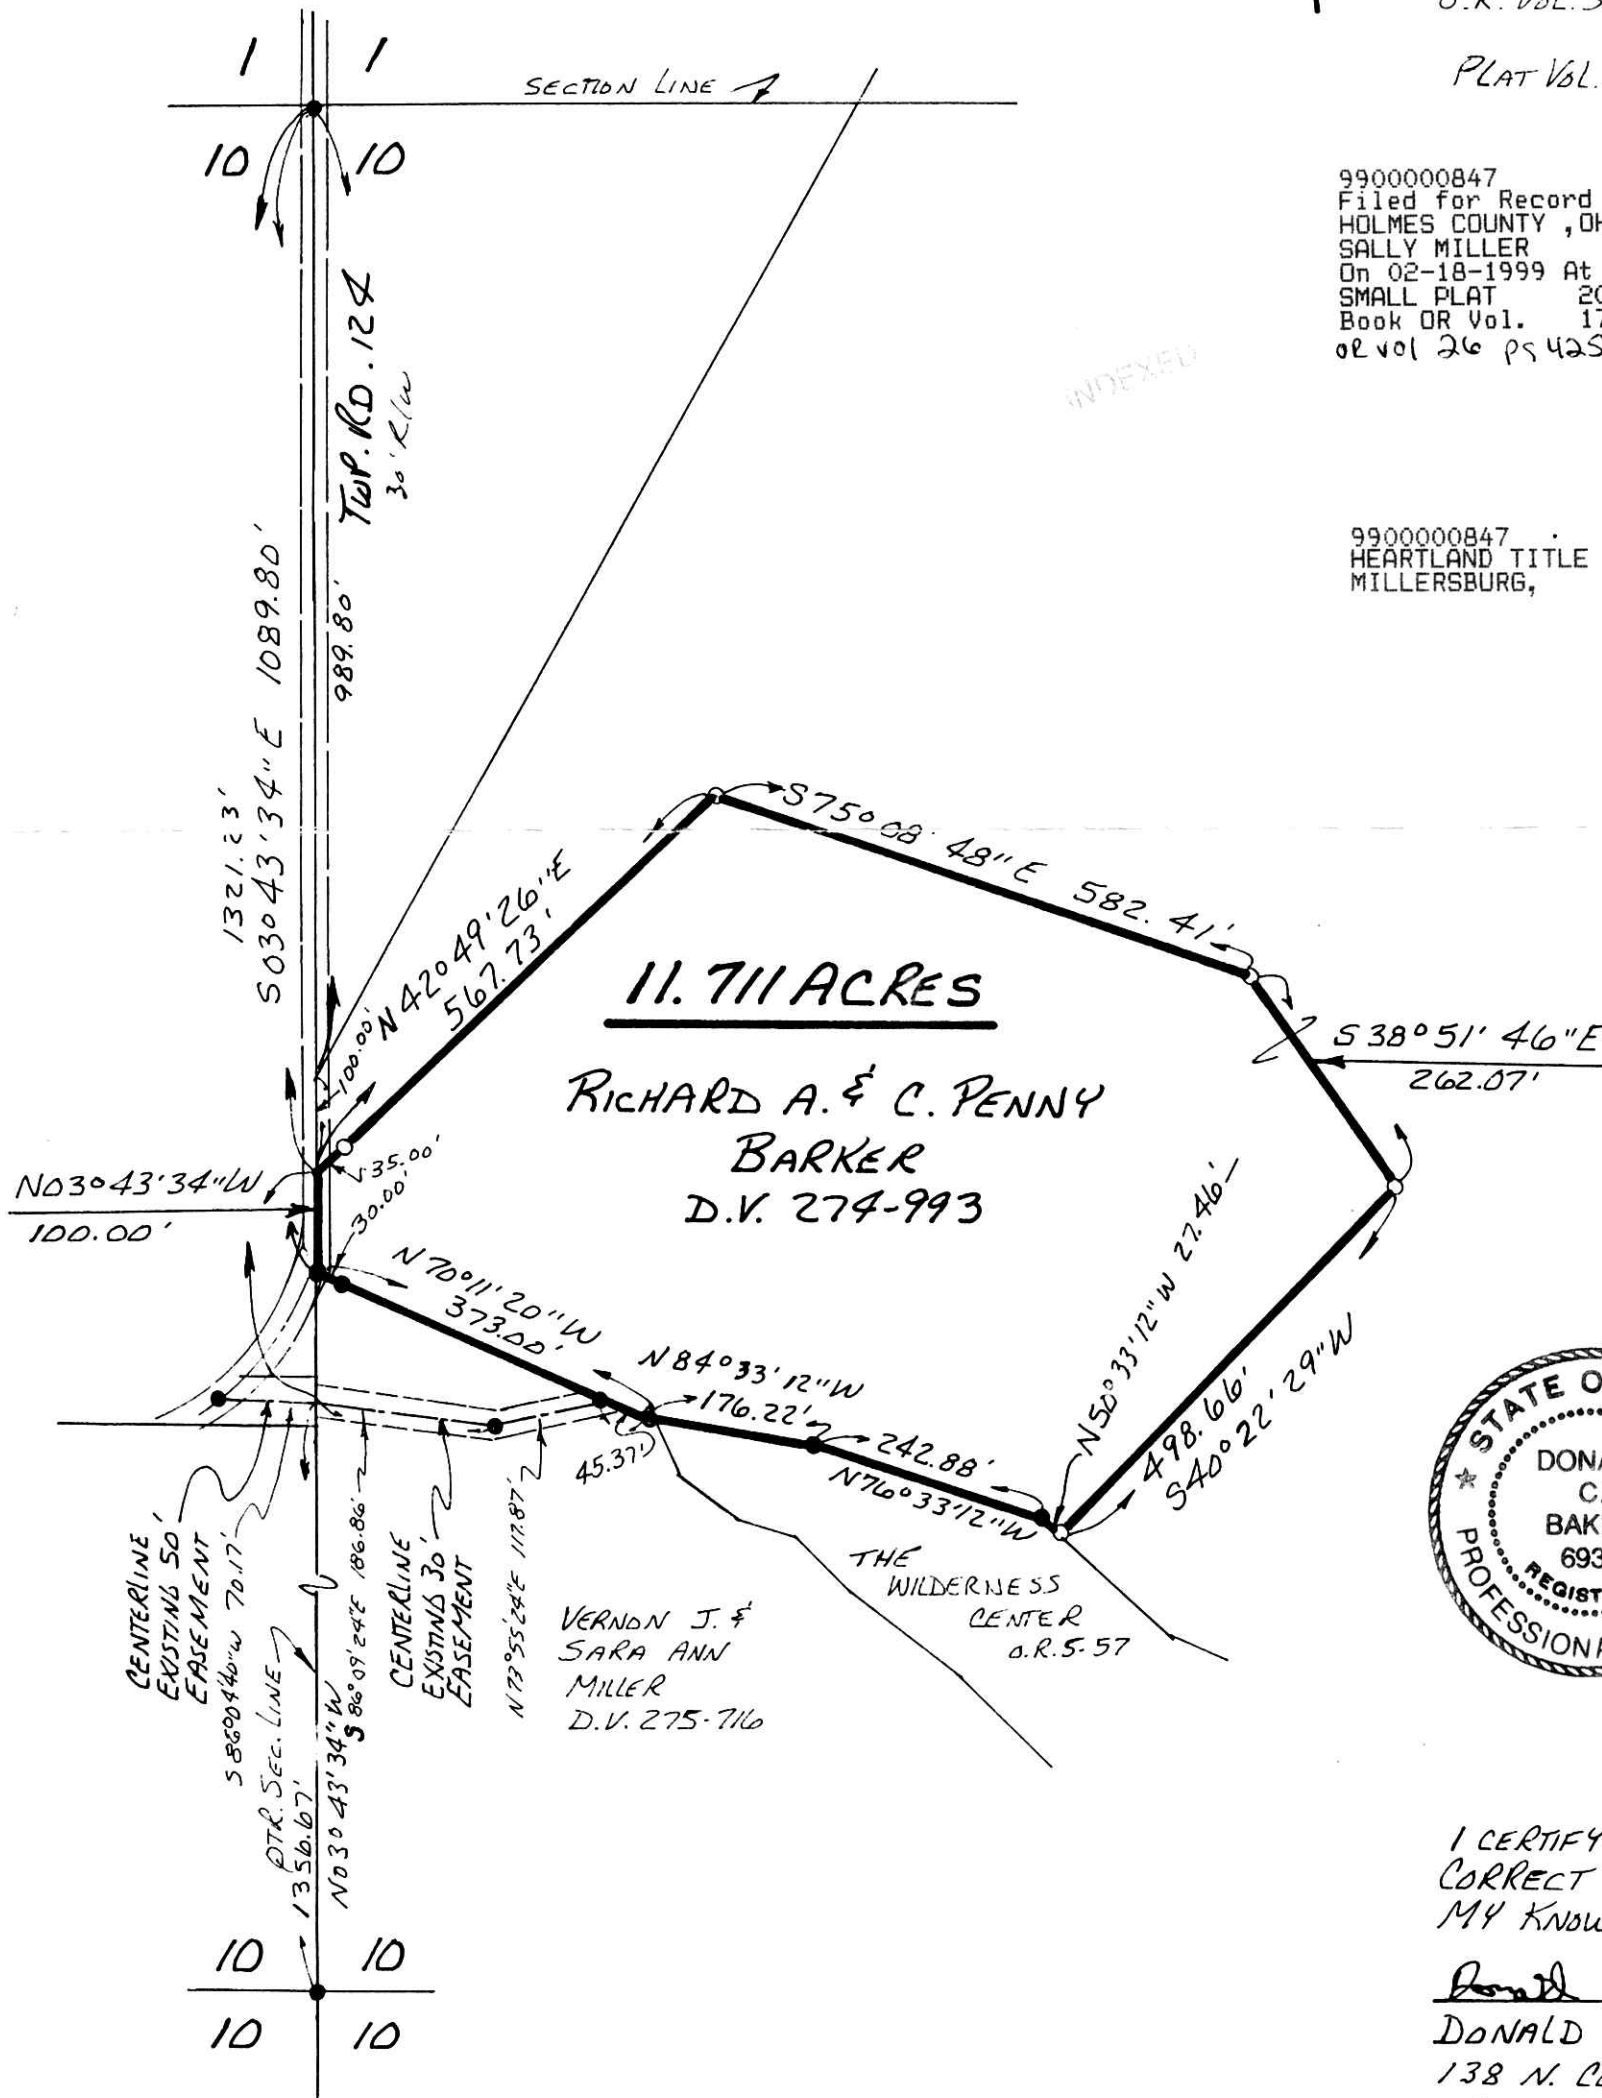 PLAT VOL.
1 1
SECTION LINE
10 10
9900000847
Filed for Record
HOLMES COUNTY ,OH
SALLY MILLER
On 02-18-1999 At
SMALL PLAT 20
Book OR Vol. 17
OR Vol 26 pg 425
INDEXED
TWP. RD. 124
30' R/W
9900000847
HEARTLAND TITLE
MILLERSBURG,
1321.23'
S03°43'34"E 1089.80'
989.80'
S75°08'48"E 582.41'
N42°49'26"E
567.73'
100.00'
11.711 ACRES
RICHARD A. & C. PENNY
BARKER
D.V. 274-993
S38°51'46"E
262.07'
N03°43'34"W
100.00'
35.00'
30.00'
N70°11'20"W
373.00'
N84°33'12"W
176.22'
45.37'
242.88'
N76°33'12"W
N50°33'12"W 27.46'
498.66'
S40°22'29"W
CENTERLINE
EXISTING 50'
EASEMENT
S86°04'40"W 70.17'
CENTERLINE
EXISTING 30'
EASEMENT
S86°09'24"E 186.86'
N73°55'24"E 117.87'
THE
WILDERNESS
CENTER
O.R. 5-57
VERNON J. &
SARA ANN
MILLER
D.V. 275-716
STATE O
DONA
C.
BAK
693
REGIST
PROFESSION
QTR. SEC. LINE
1356.67'
N03°43'34"W
10 10
10 10
I CERTIFY
CORRECT
MY KNOW
Donald
DONALD
138 N. CL